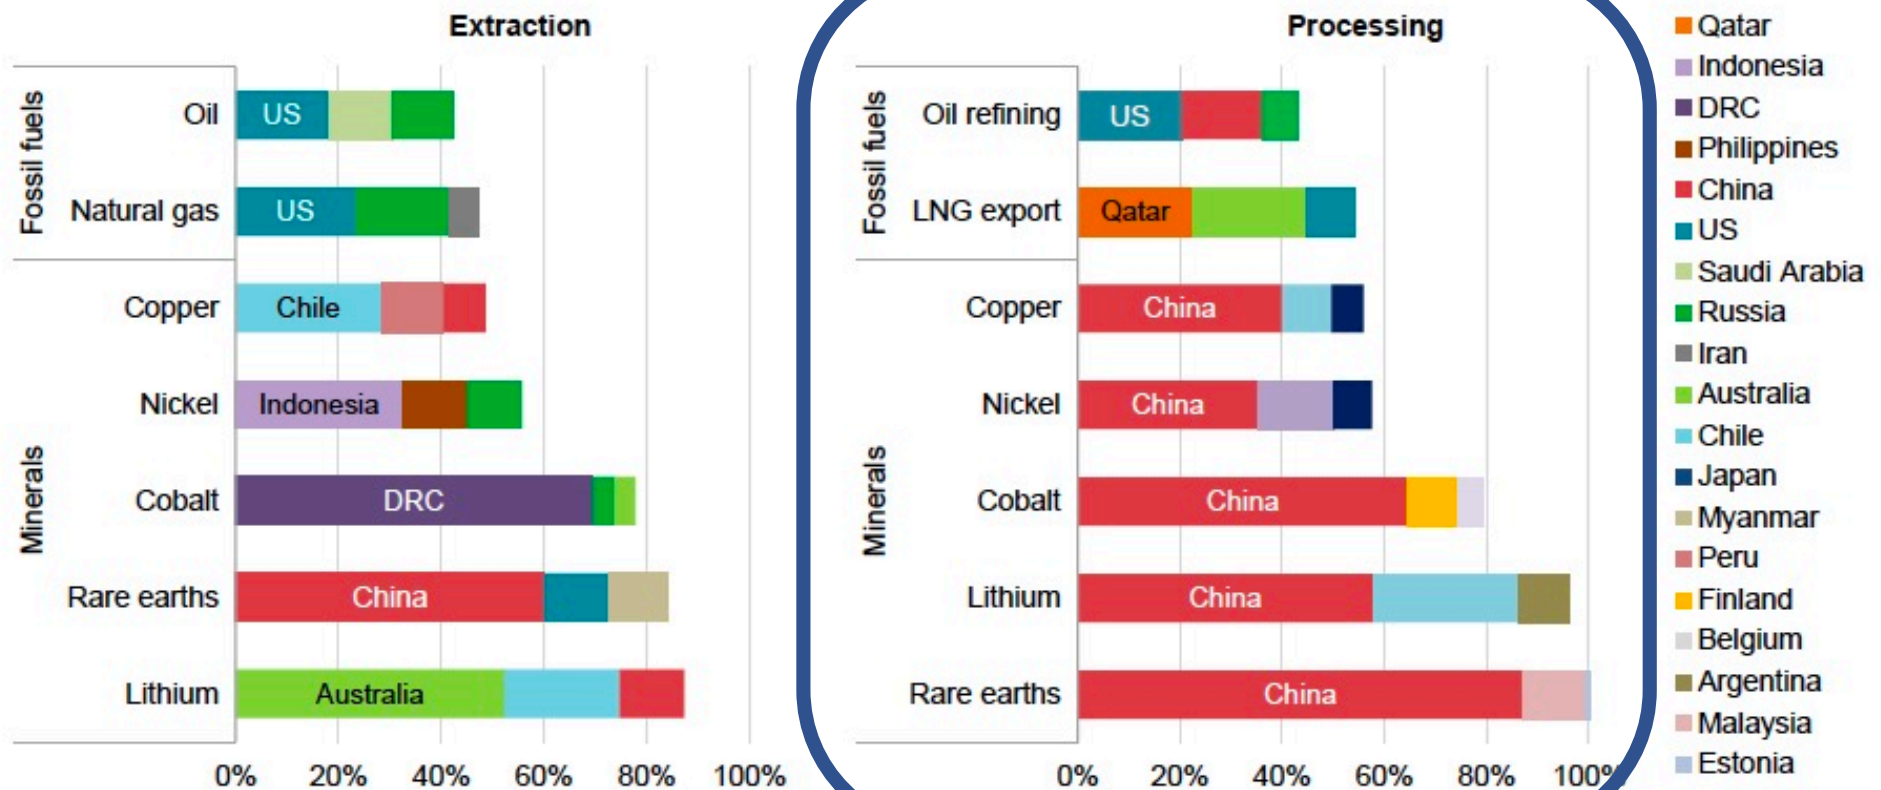 Extraction
Fossil fuels
Oil
US
Natural gas
US
Minerals
Copper
Chile
Nickel
Indonesia
Cobalt
DRC
Rare earths
China
Lithium
Australia
0% 20% 40% 60% 80% 100%
Processing
Fossil fuels
Oil refining
US
LNG export
Qatar
Minerals
Copper
China
Nickel
China
Cobalt
China
Lithium
China
Rare earths
China
0% 20% 40% 60% 80% 100%
Qatar
Indonesia
DRC
Philippines
China
US
Saudi Arabia
Russia
Iran
Australia
Chile
Japan
Myanmar
Peru
Finland
Belgium
Argentina
Malaysia
Estonia